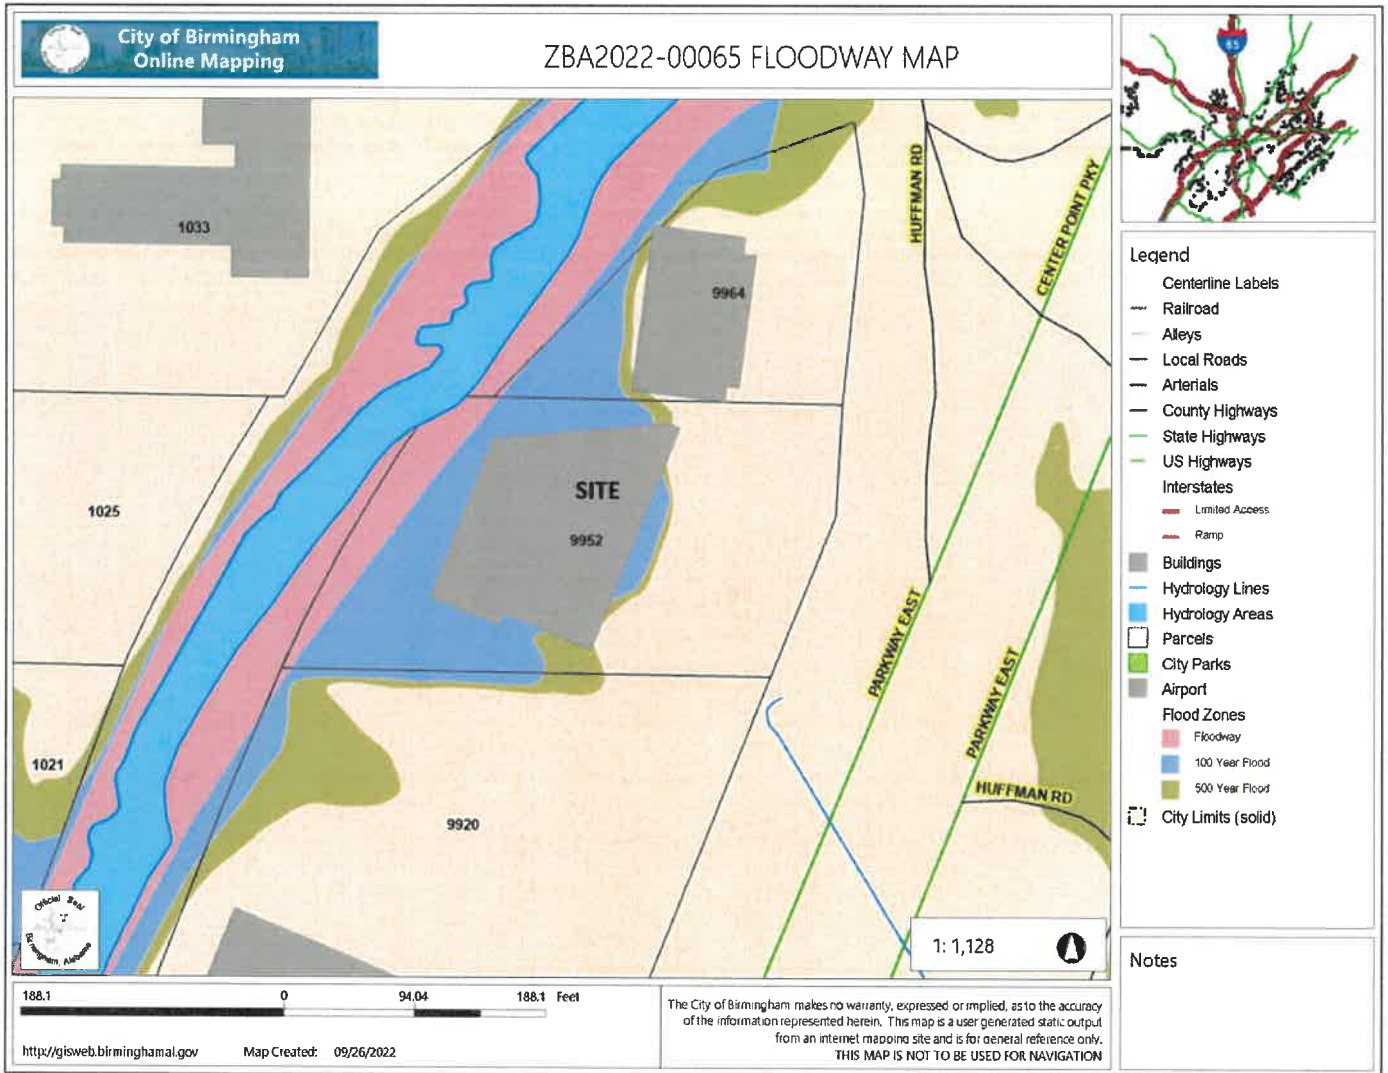 City of Birmingham
Online Mapping
ZBA2022-00065 FLOODWAY MAP
65
1033
9964
HUFFMAN RD
CENTER POINT PKY
1025
SITE
9952
PARKWAY EAST
PARKWAY EAST
HUFFMAN RD
1021
9920
Official Seal
Birmingham, Alabama
1: 1,128
Legend
Centerline Labels
Railroad
Alleys
Local Roads
Arterials
County Highways
State Highways
US Highways
Interstates
Limited Access
Ramp
Buildings
Hydrology Lines
Hydrology Areas
Parcels
City Parks
Airport
Flood Zones
Floodway
100 Year Flood
500 Year Flood
City Limits (solid)
Notes
188.1 0 94.04 188.1 Feet
http://gisweb.birminghamal.gov Map Created: 09/26/2022
The City of Birmingham makes no warranty, expressed or implied, as to the accuracy
of the information represented herein. This map is a user generated static output
from an internet mapping site and is for general reference only.
THIS MAP IS NOT TO BE USED FOR NAVIGATION